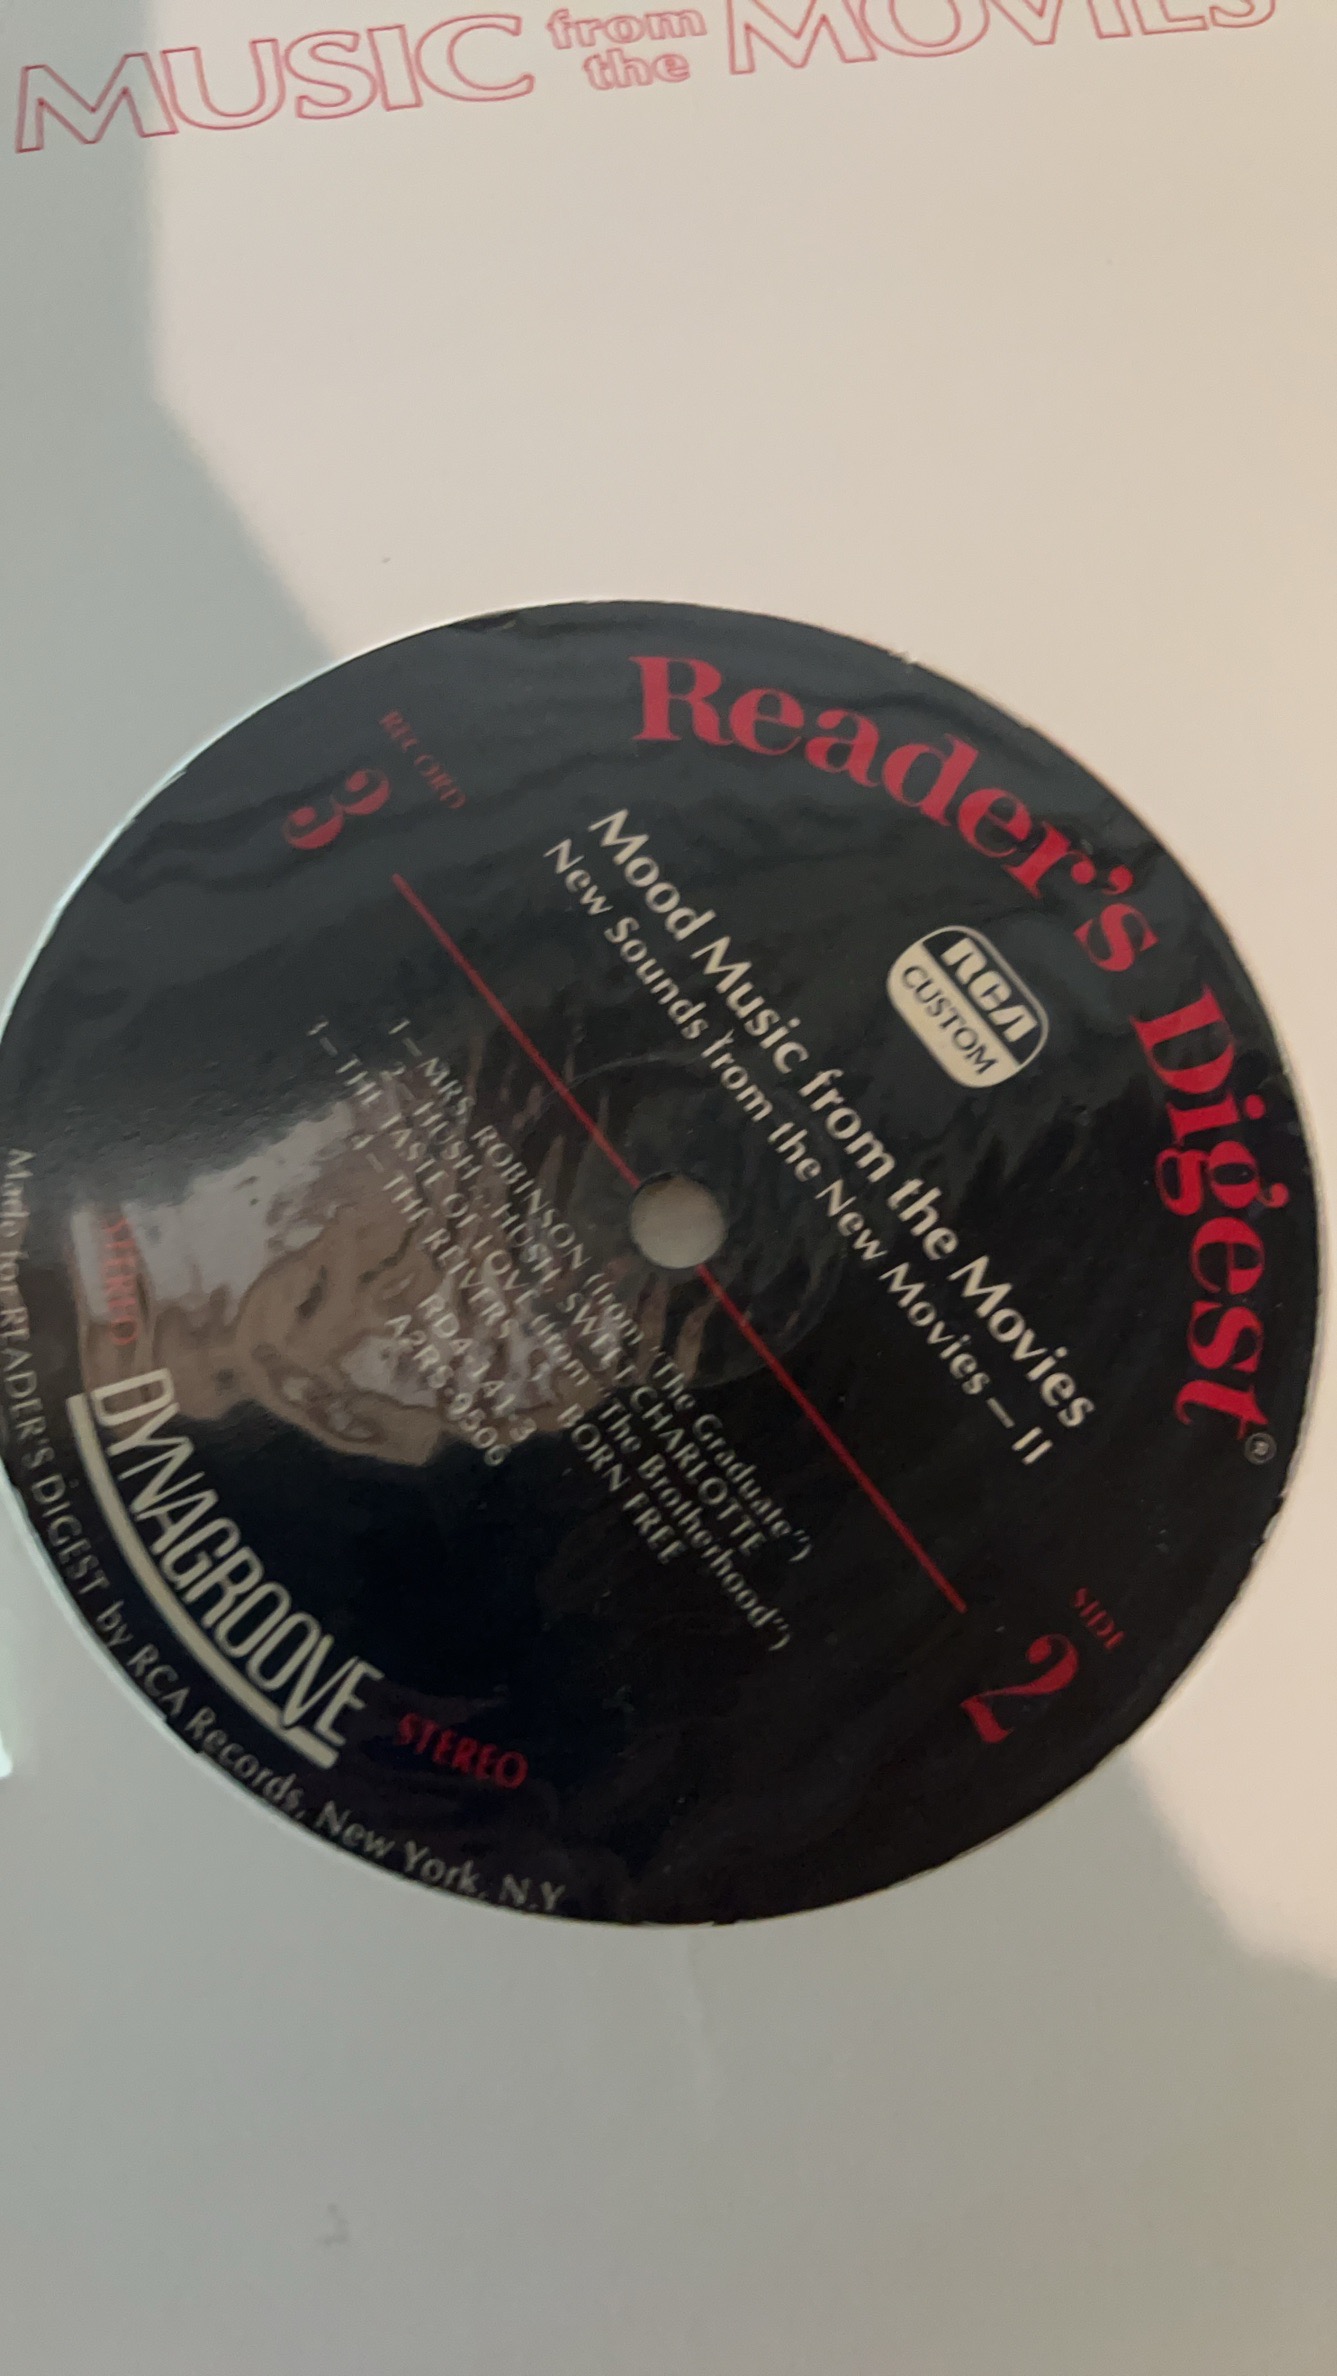 MUSIC from the MOVIES
Reader's Digest®
RCA
CUSTOM
Mood Music from the Movies
New Sounds from the New Movies — II
RECORD
3
SIDE
2
1 — MRS. ROBINSON (from "The Graduate")
2 — HUSH . . . HUSH, SWEET CHARLOTTE
3 — THE TASTE OF LOVE (from "The Brotherhood")
4 — THE REIVERS BORN FREE
RD4-141-3
A2RS-9506
STEREO
DYNAGROOVE
STEREO
Made for READER'S DIGEST by RCA Records, New York, N.Y